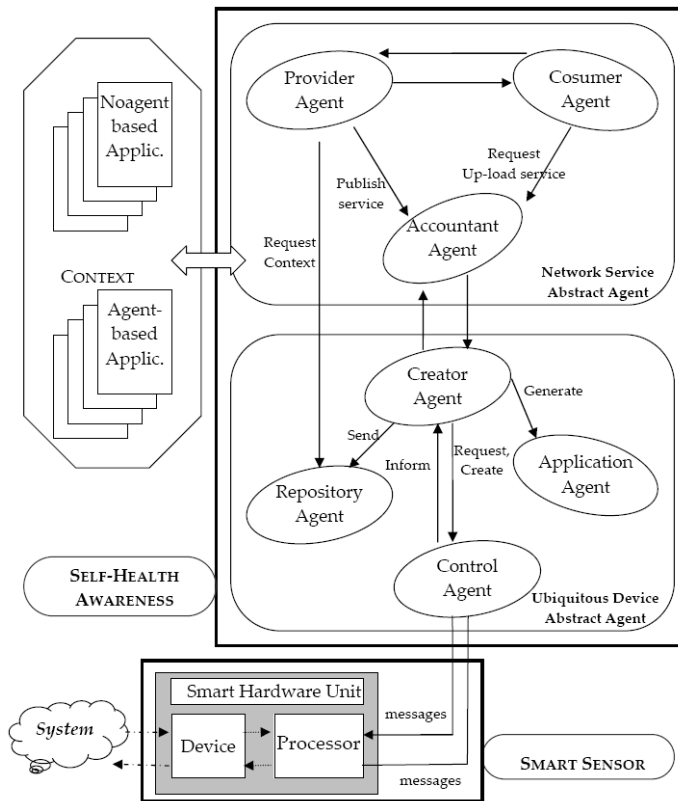 Noagent
based
Applic.
CONTEXT
Agent-
based
Applic.
Provider
Agent
Cosumer
Agent
Request
Up-load service
Publish
service
Accountant
Agent
Request
Context
Network Service
Abstract Agent
Creator
Agent
Generate
Send
Inform
Request,
Create
Repository
Agent
Application
Agent
Control
Agent
Ubiquitous Device
Abstract Agent
SELF-HEALTH
AWARENESS
Smart Hardware Unit
System
Device
Processor
messages
messages
SMART SENSOR